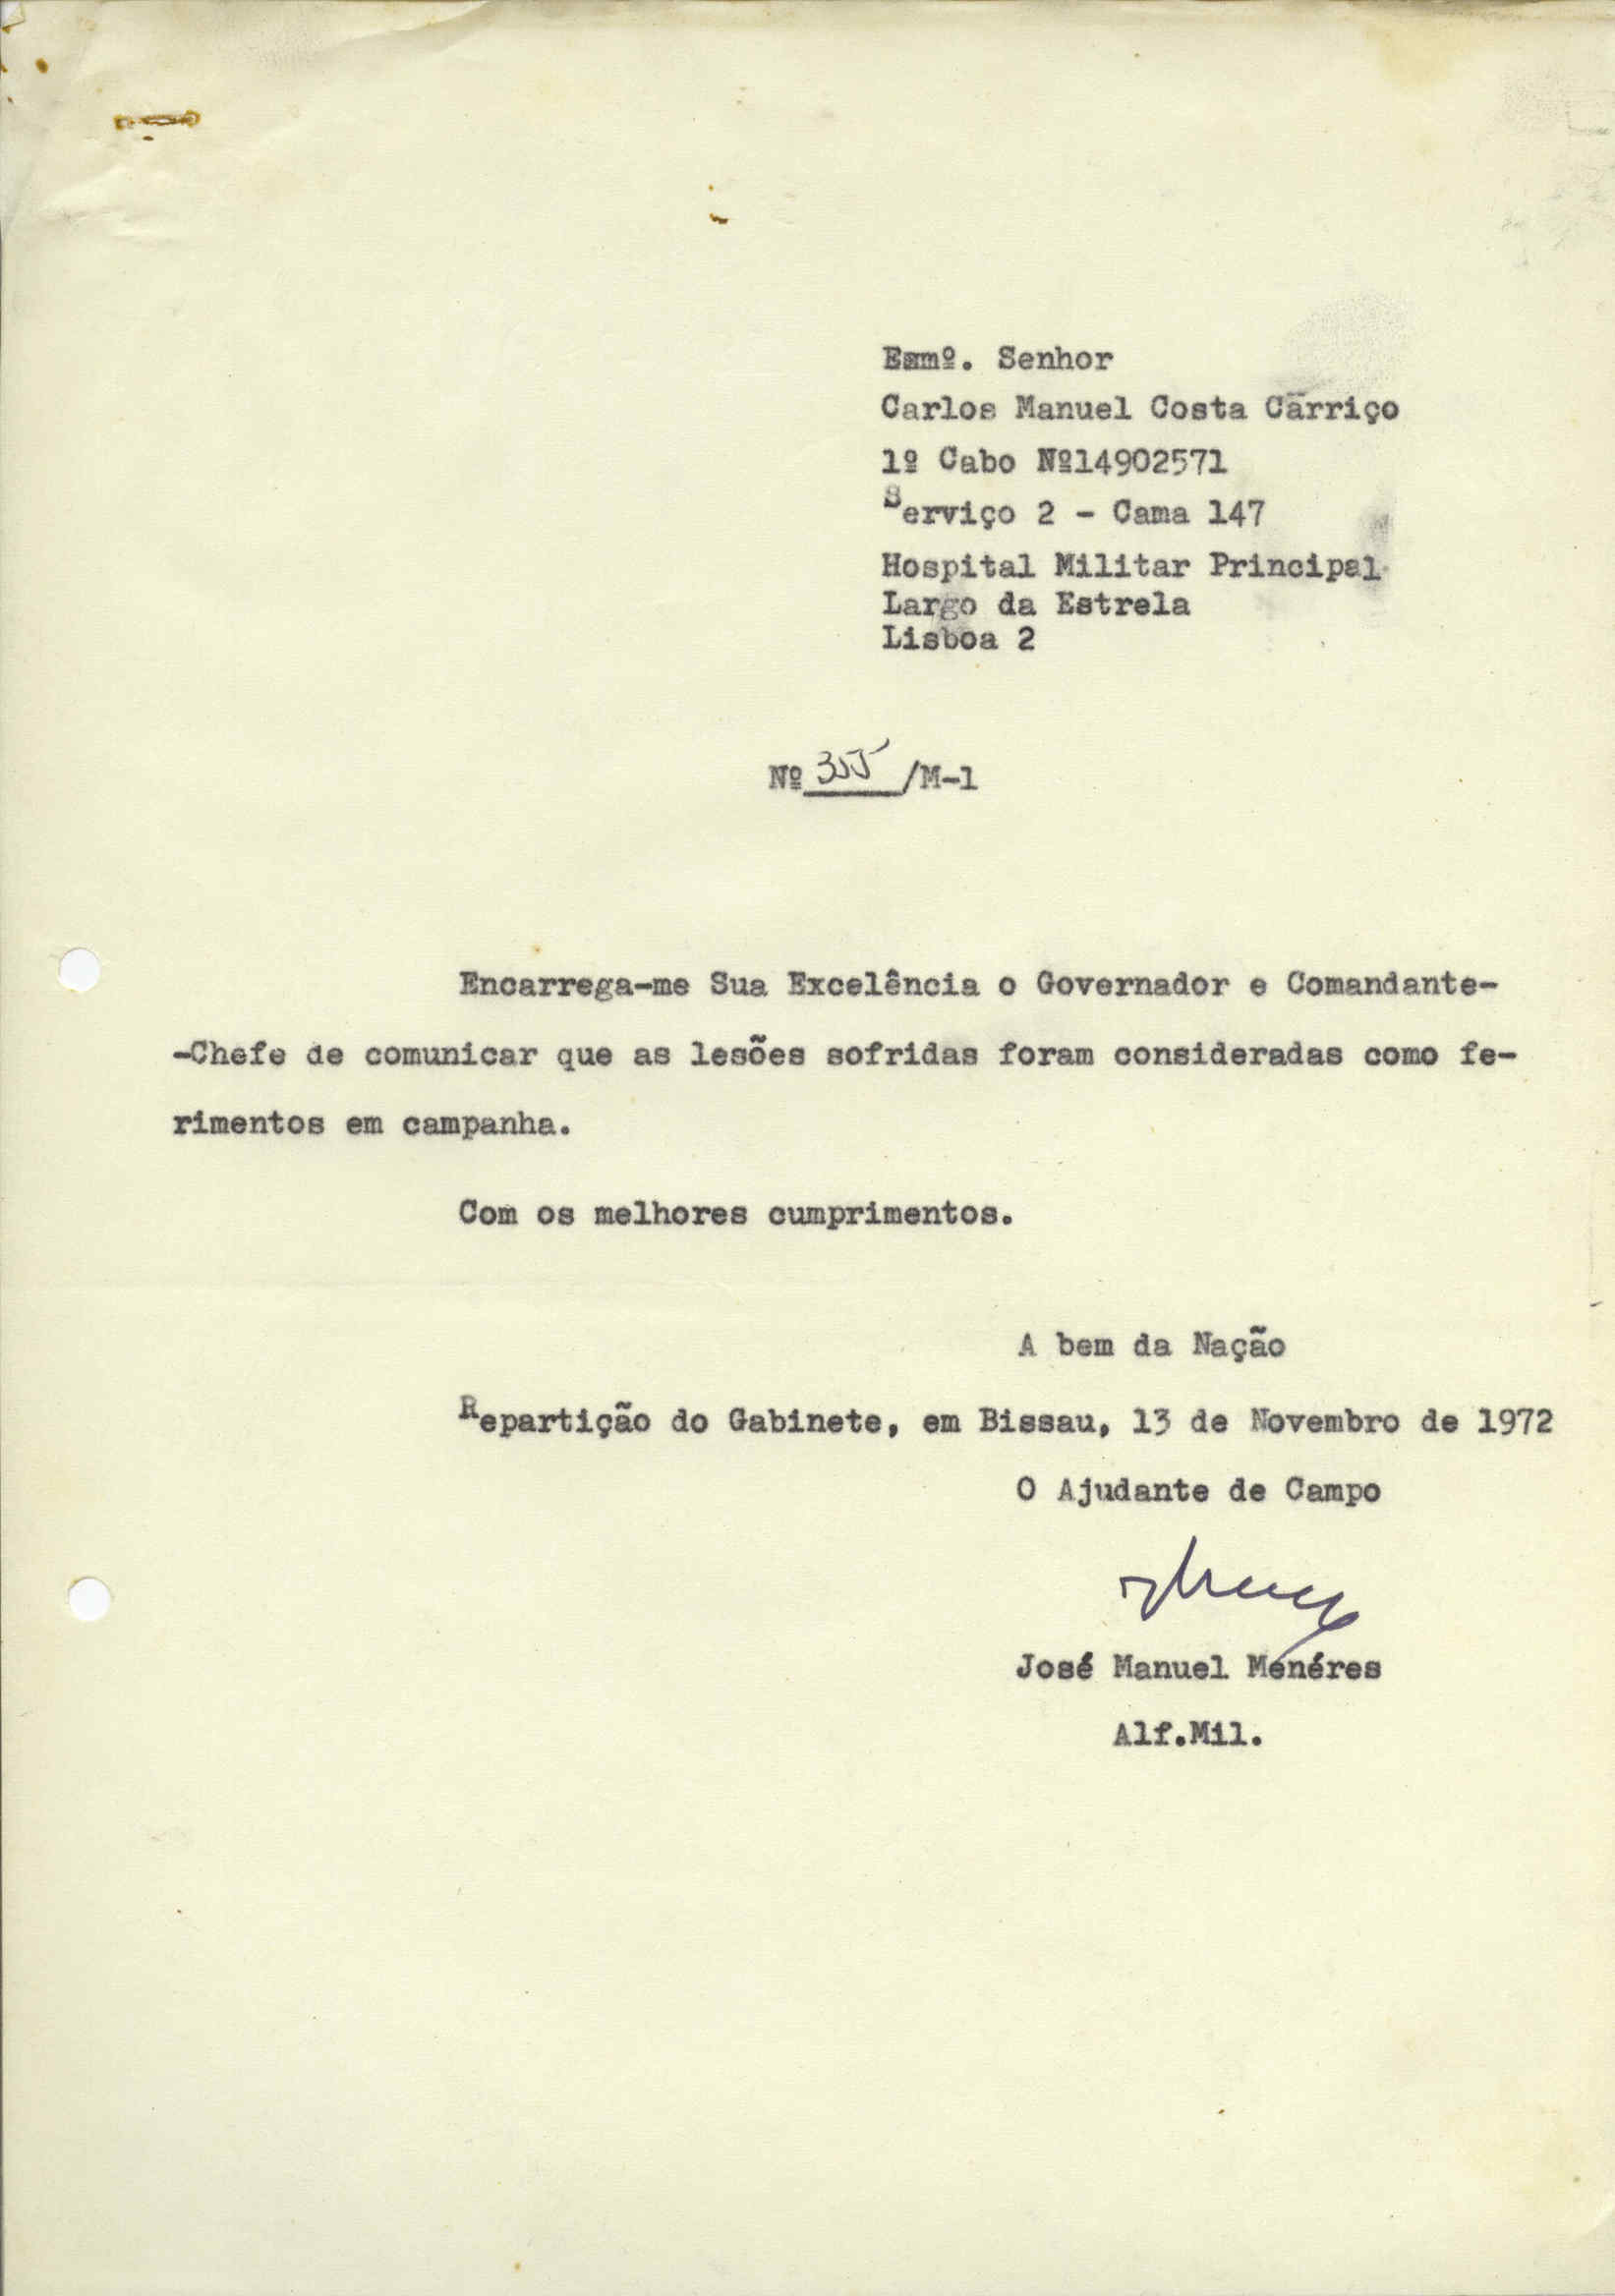 Exmº. Senhor
Carlos Manuel Costa Carriço
1º Cabo Nº14902571
Serviço 2 - Cama 147
Hospital Militar Principal
Largo da Estrela
Lisboa 2
Nº 355 /M-1
Encarrega-me Sua Excelência o Governador e Comandante-
-Chefe de comunicar que as lesões sofridas foram consideradas como fe-
rimentos em campanha.
Com os melhores cumprimentos.
A bem da Nação
Repartição do Gabinete, em Bissau, 13 de Novembro de 1972
O Ajudante de Campo
José Manuel Menéres
Alf.Mil.